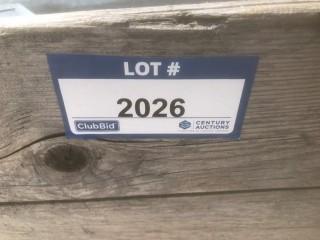 LOT #
2026
ClubBid
CENTURY
AUCTIONS